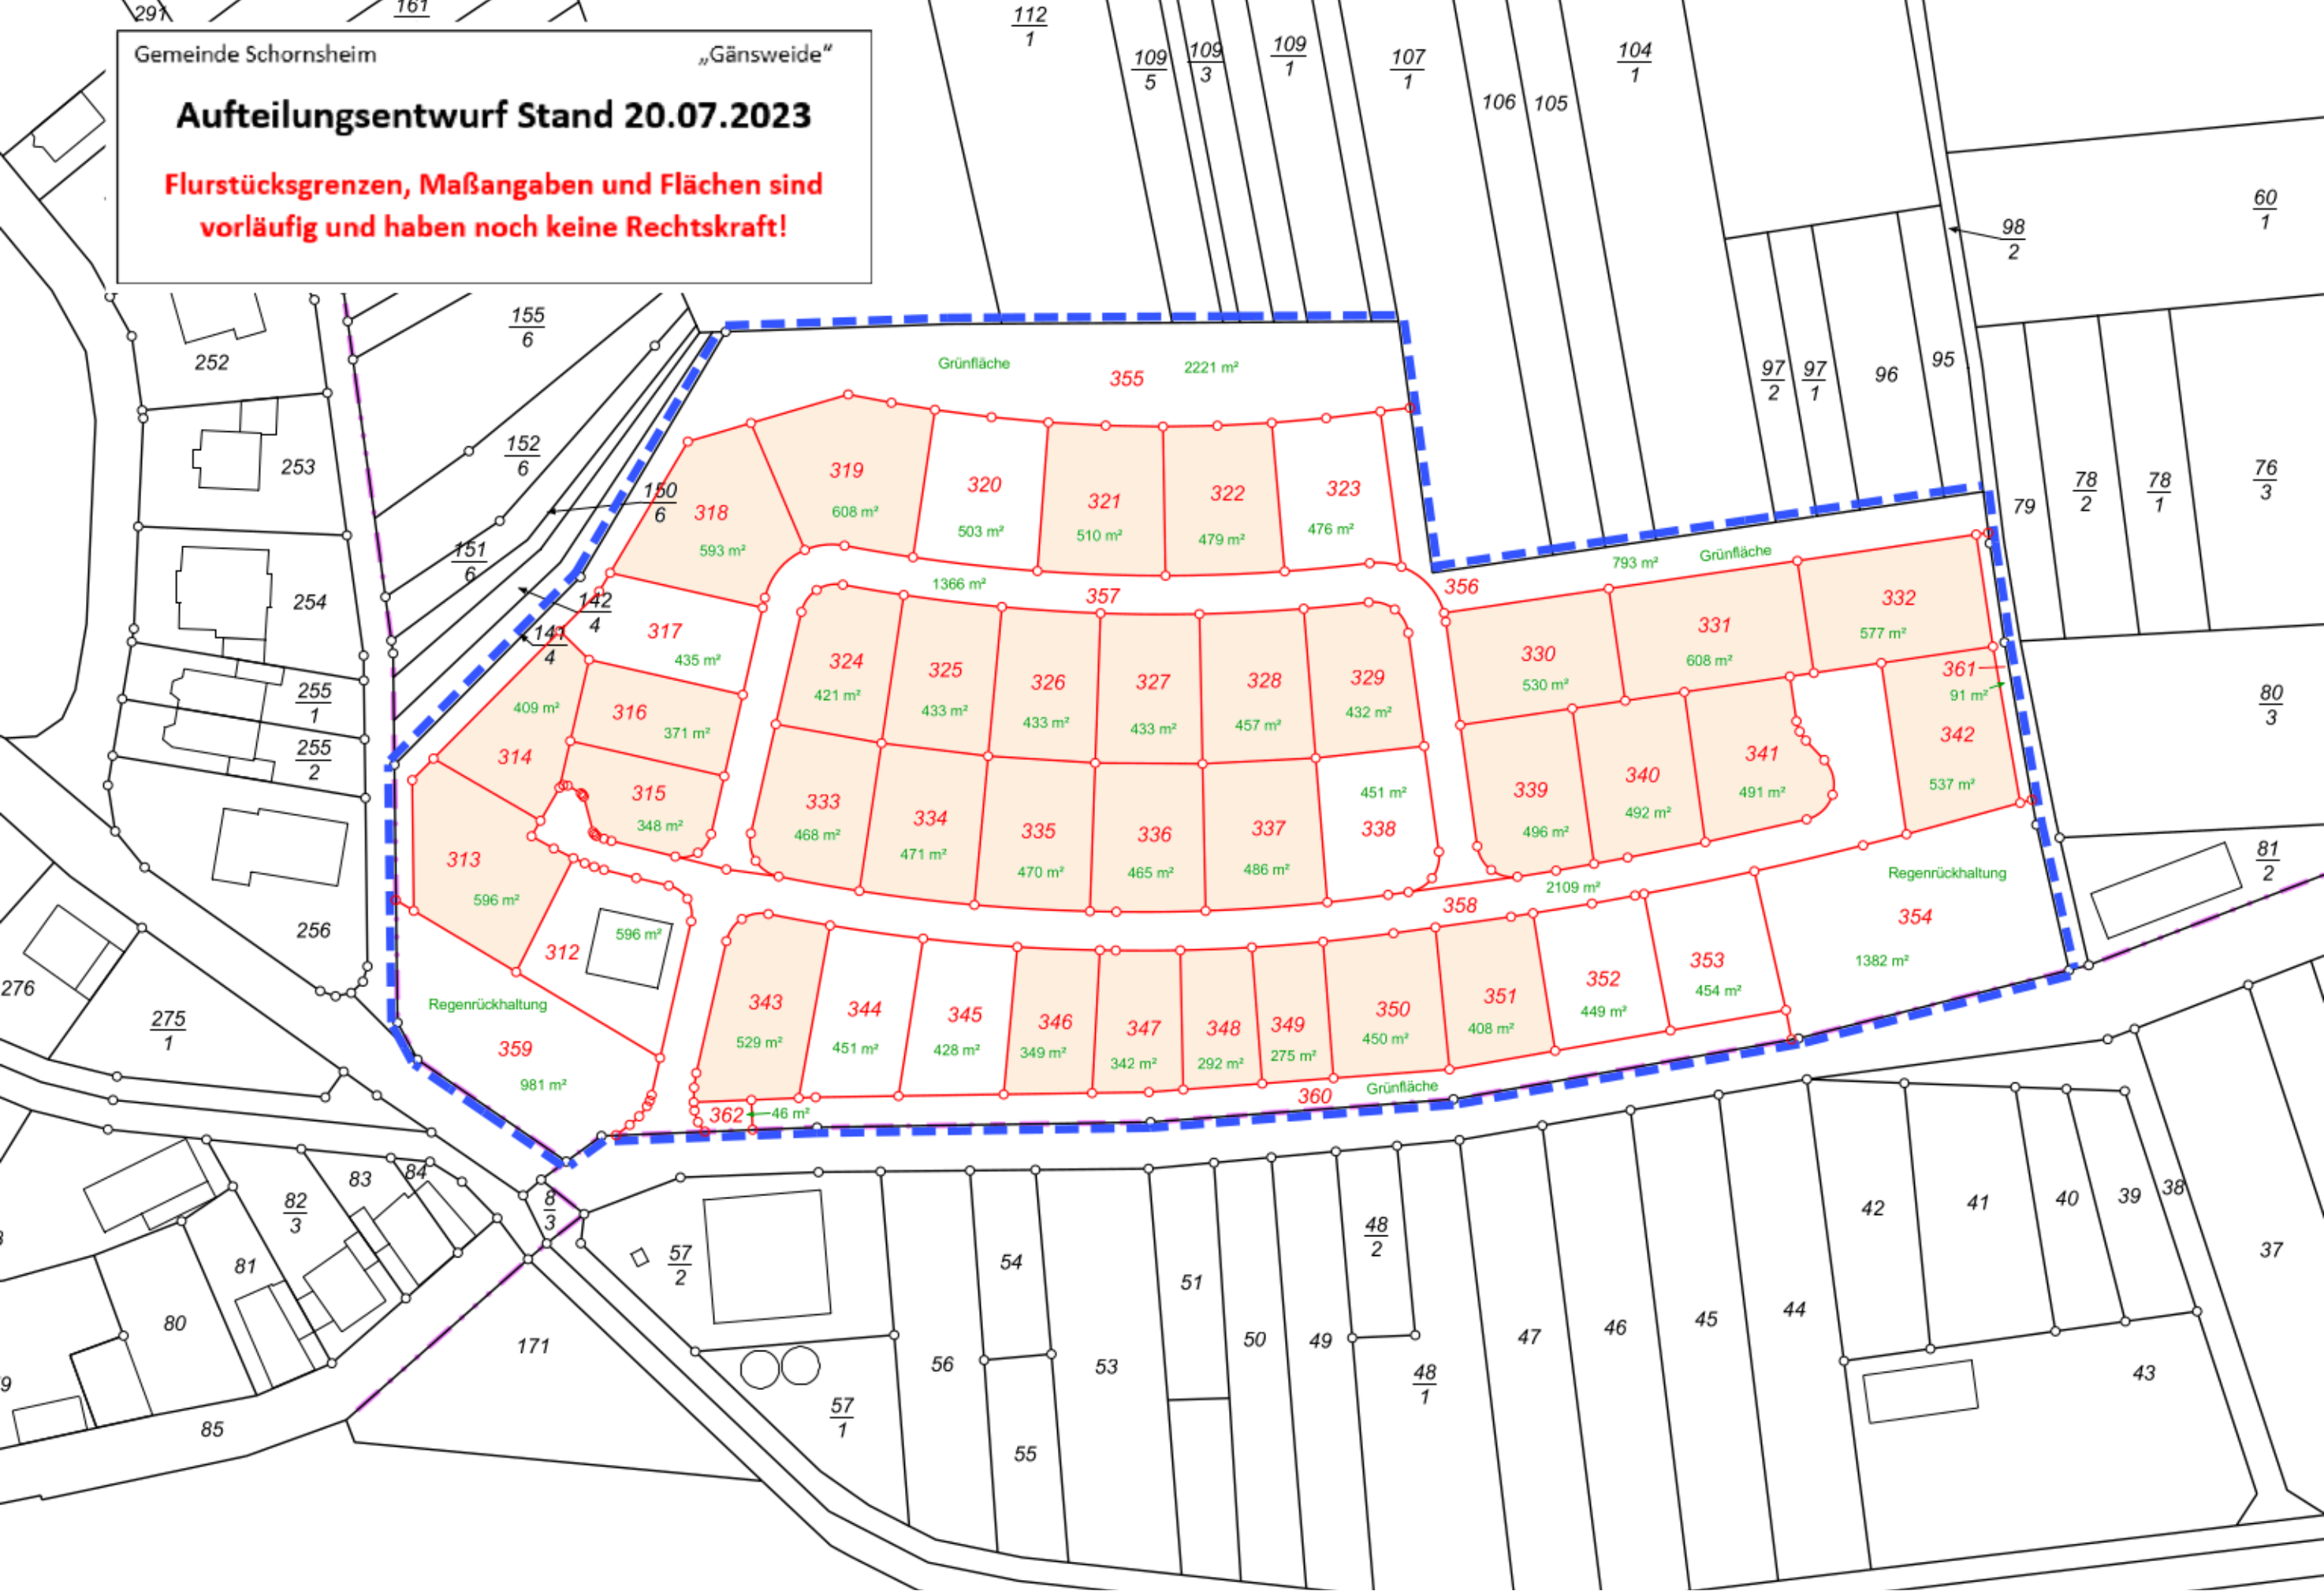 291
161
Gemeinde Schornsheim „Gänsweide“
Aufteilungsentwurf Stand 20.07.2023
Flurstücksgrenzen, Maßangaben und Flächen sind
vorläufig und haben noch keine Rechtskraft!
112
1
109
5
109
3
109
1
107
1
106
105
104
1
60
1
98
2
97
2
97
1
96
95
79
78
2
78
1
76
3
80
3
81
2
155
6
152
6
151
6
150
6
142
4
141
4
252
253
254
255
1
255
2
256
276
275
1
Grünfläche
355
2221 m²
318
593 m²
319
608 m²
320
503 m²
321
510 m²
322
479 m²
323
476 m²
1366 m²
357
356
793 m²
Grünfläche
317
435 m²
409 m²
314
316
371 m²
315
348 m²
313
596 m²
312
596 m²
324
421 m²
325
433 m²
326
433 m²
327
433 m²
328
457 m²
329
432 m²
330
530 m²
331
608 m²
332
577 m²
361
91 m²
333
468 m²
334
471 m²
335
470 m²
336
465 m²
337
486 m²
451 m²
338
339
496 m²
340
492 m²
341
491 m²
342
537 m²
2109 m²
358
Regenrückhaltung
354
1382 m²
Regenrückhaltung
359
981 m²
343
529 m²
344
451 m²
345
428 m²
346
349 m²
347
342 m²
348
292 m²
349
275 m²
350
450 m²
351
408 m²
352
449 m²
353
454 m²
362
46 m²
360
Grünfläche
82
3
83
84
81
80
85
8
3
171
57
2
57
1
56
54
55
53
51
50
49
48
2
48
1
47
46
45
44
42
41
40
39
38
37
43